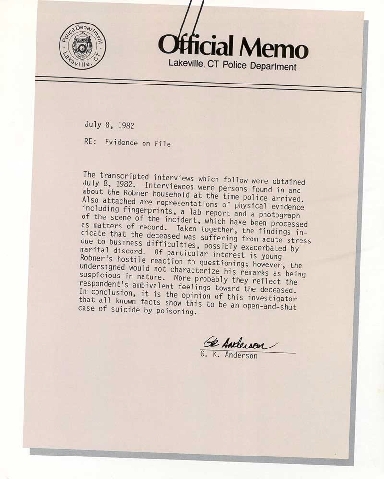 Police Department
Lakeville, CT
Official Memo
Lakeville, CT Police Department
July 8, 1982
RE: Evidence on File
The transcripted interviews which follow were obtained
July 8, 1982. Interviewees were persons found in and
about the Robner household at the time police arrived.
Also attached are representations of physical evidence
including fingerprints, a lab report and a photograph
of the scene of the incident, which have been processed
as matters of record. Taken together, the findings in-
dicate that the deceased was suffering from acute stress
due to business difficulties, possibly exacerbated by
marital discord. Of particular interest is young
Robner's hostile reaction to questioning; however, the
undersigned would not characterize his remarks as being
suspicious in nature. More probably they reflect the
respondent's ambivalent feelings toward the deceased.
In conclusion, it is the opinion of this investigator
that all known facts show this to be an open-and-shut
case of suicide by poisoning.
GK Anderson
G. K. Anderson